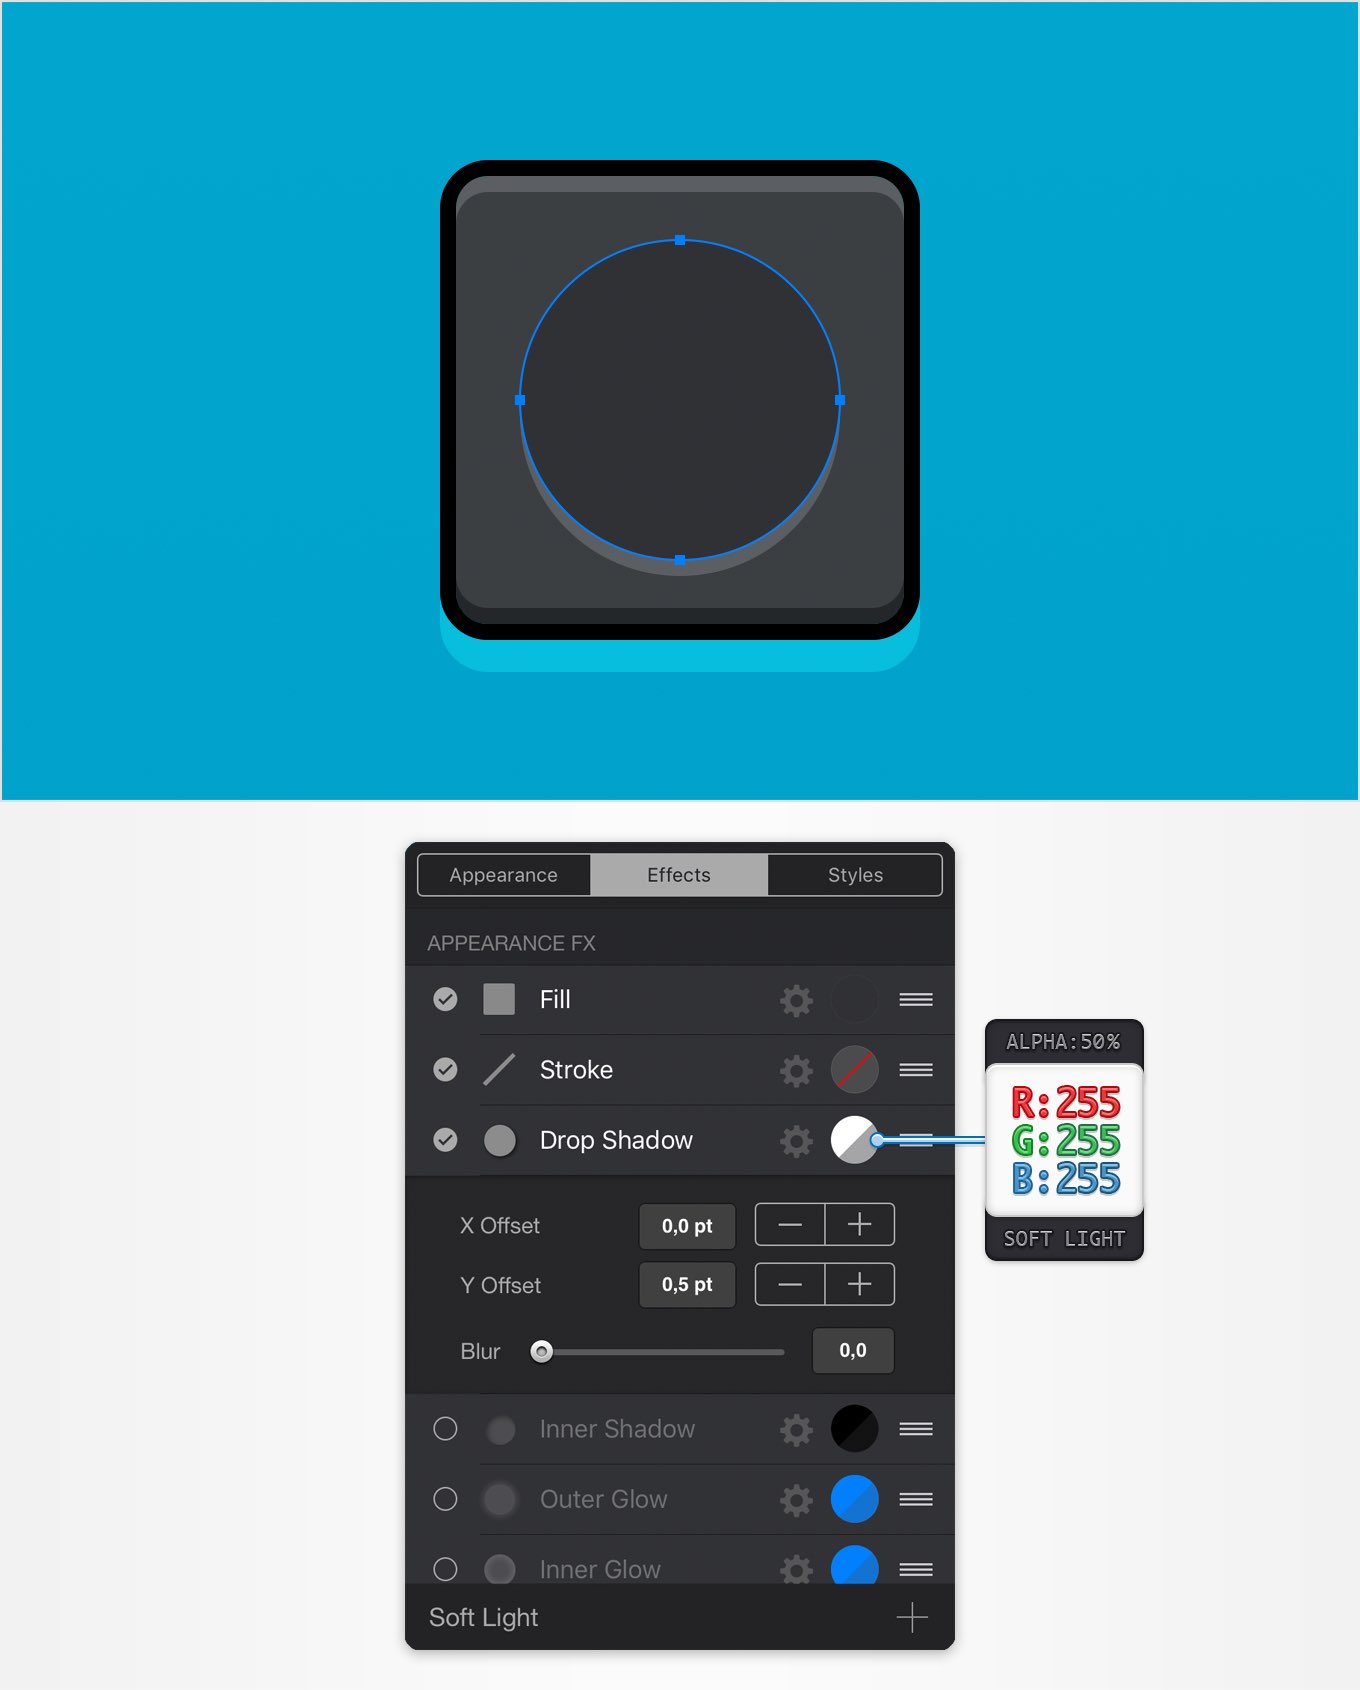 Appearance Effects Styles
APPEARANCE FX
Fill
Stroke
Drop Shadow
X Offset 0,0 pt
Y Offset 0,5 pt
Blur 0,0
Inner Shadow
Outer Glow
Inner Glow
Soft Light
ALPHA:50%
R:255
G:255
B:255
SOFT LIGHT